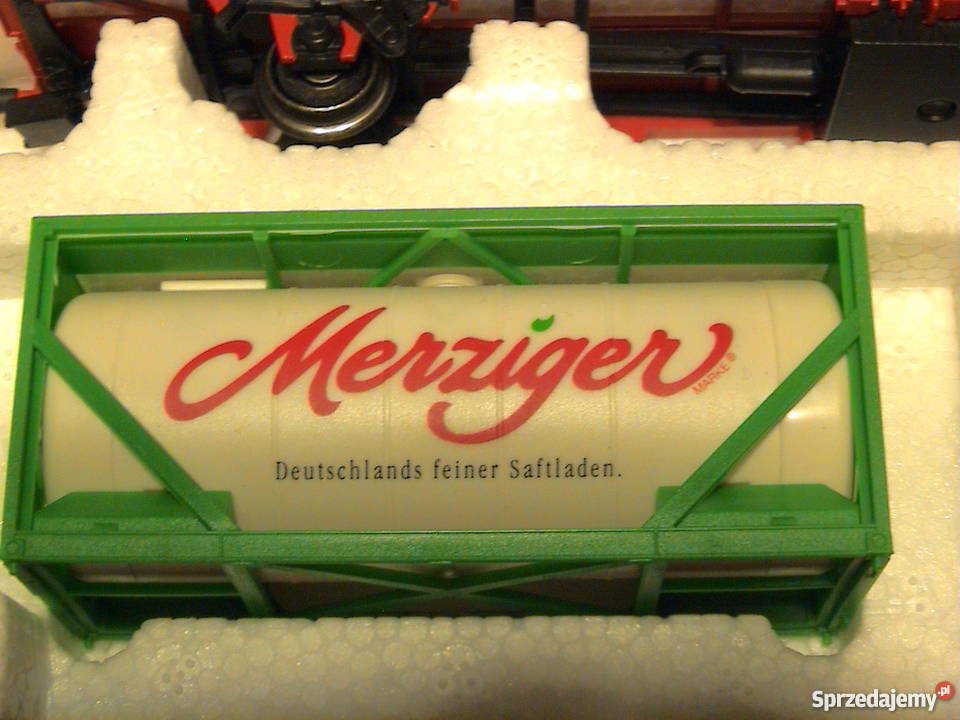 Merziger
MARKE®
Deutschlands feiner Saftladen.
Sprzedajemy.pl